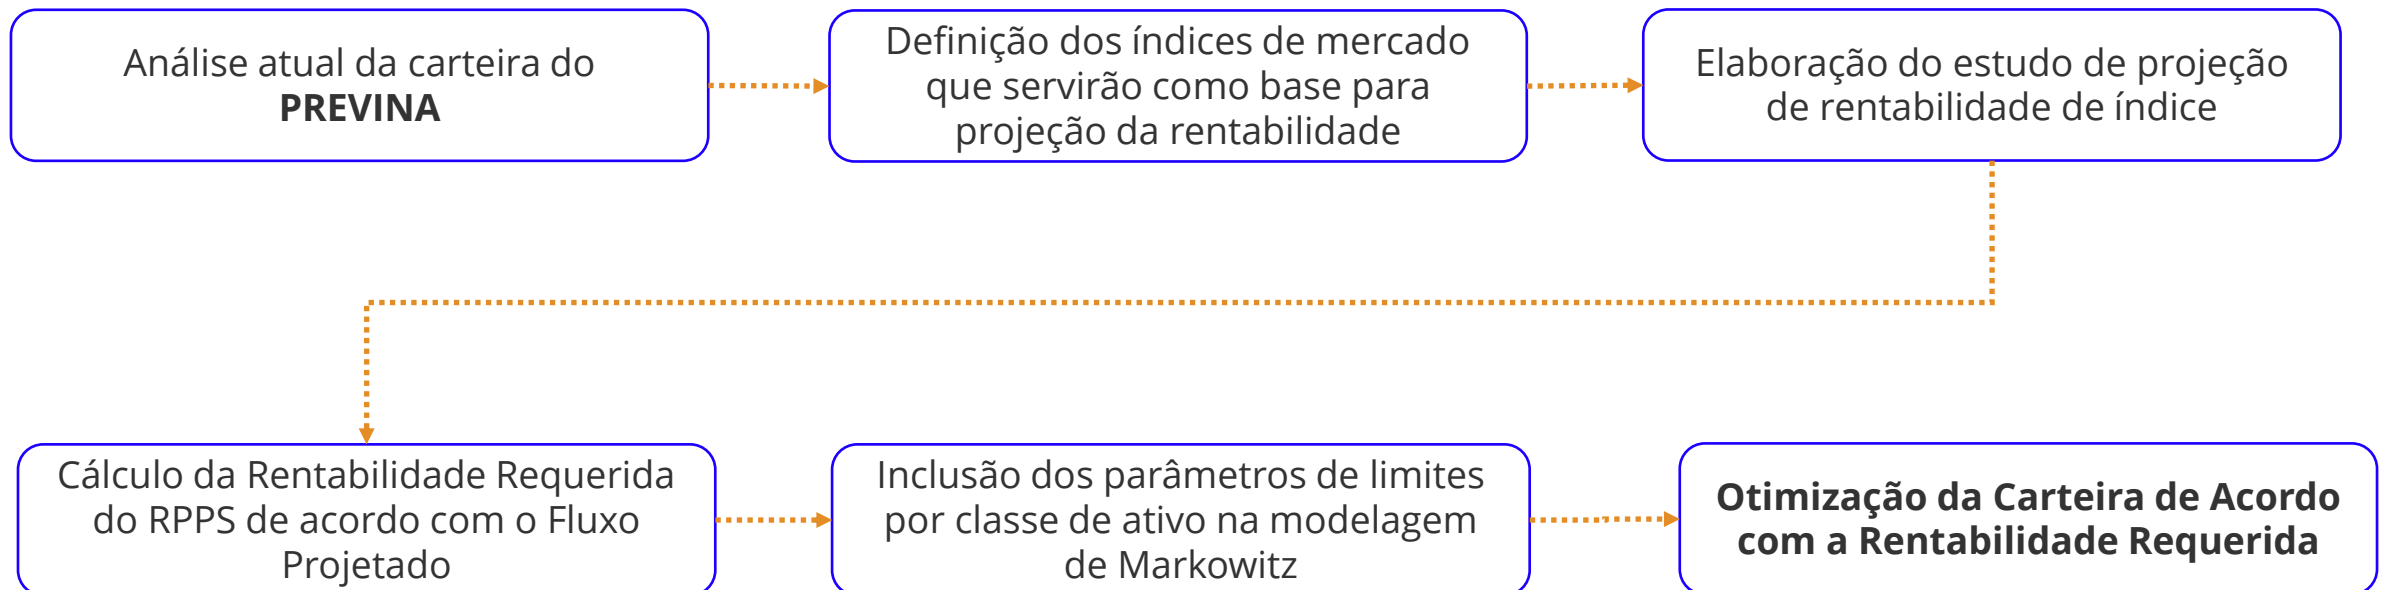 Análise atual da carteira do
PREVINA
Definição dos índices de mercado
que servirão como base para
projeção da rentabilidade
Elaboração do estudo de projeção
de rentabilidade de índice
Cálculo da Rentabilidade Requerida
do RPPS de acordo com o Fluxo
Projetado
Inclusão dos parâmetros de limites
por classe de ativo na modelagem
de Markowitz
Otimização da Carteira de Acordo
com a Rentabilidade Requerida